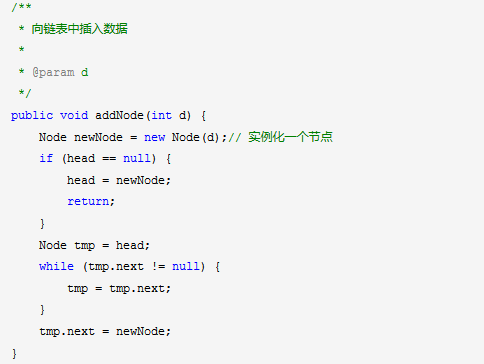 /**
 * 向链表中插入数据
 *
 * @param d
 */
public void addNode(int d) {
    Node newNode = new Node(d);// 实例化一个节点
    if (head == null) {
        head = newNode;
        return;
    }
    Node tmp = head;
    while (tmp.next != null) {
        tmp = tmp.next;
    }
    tmp.next = newNode;
}